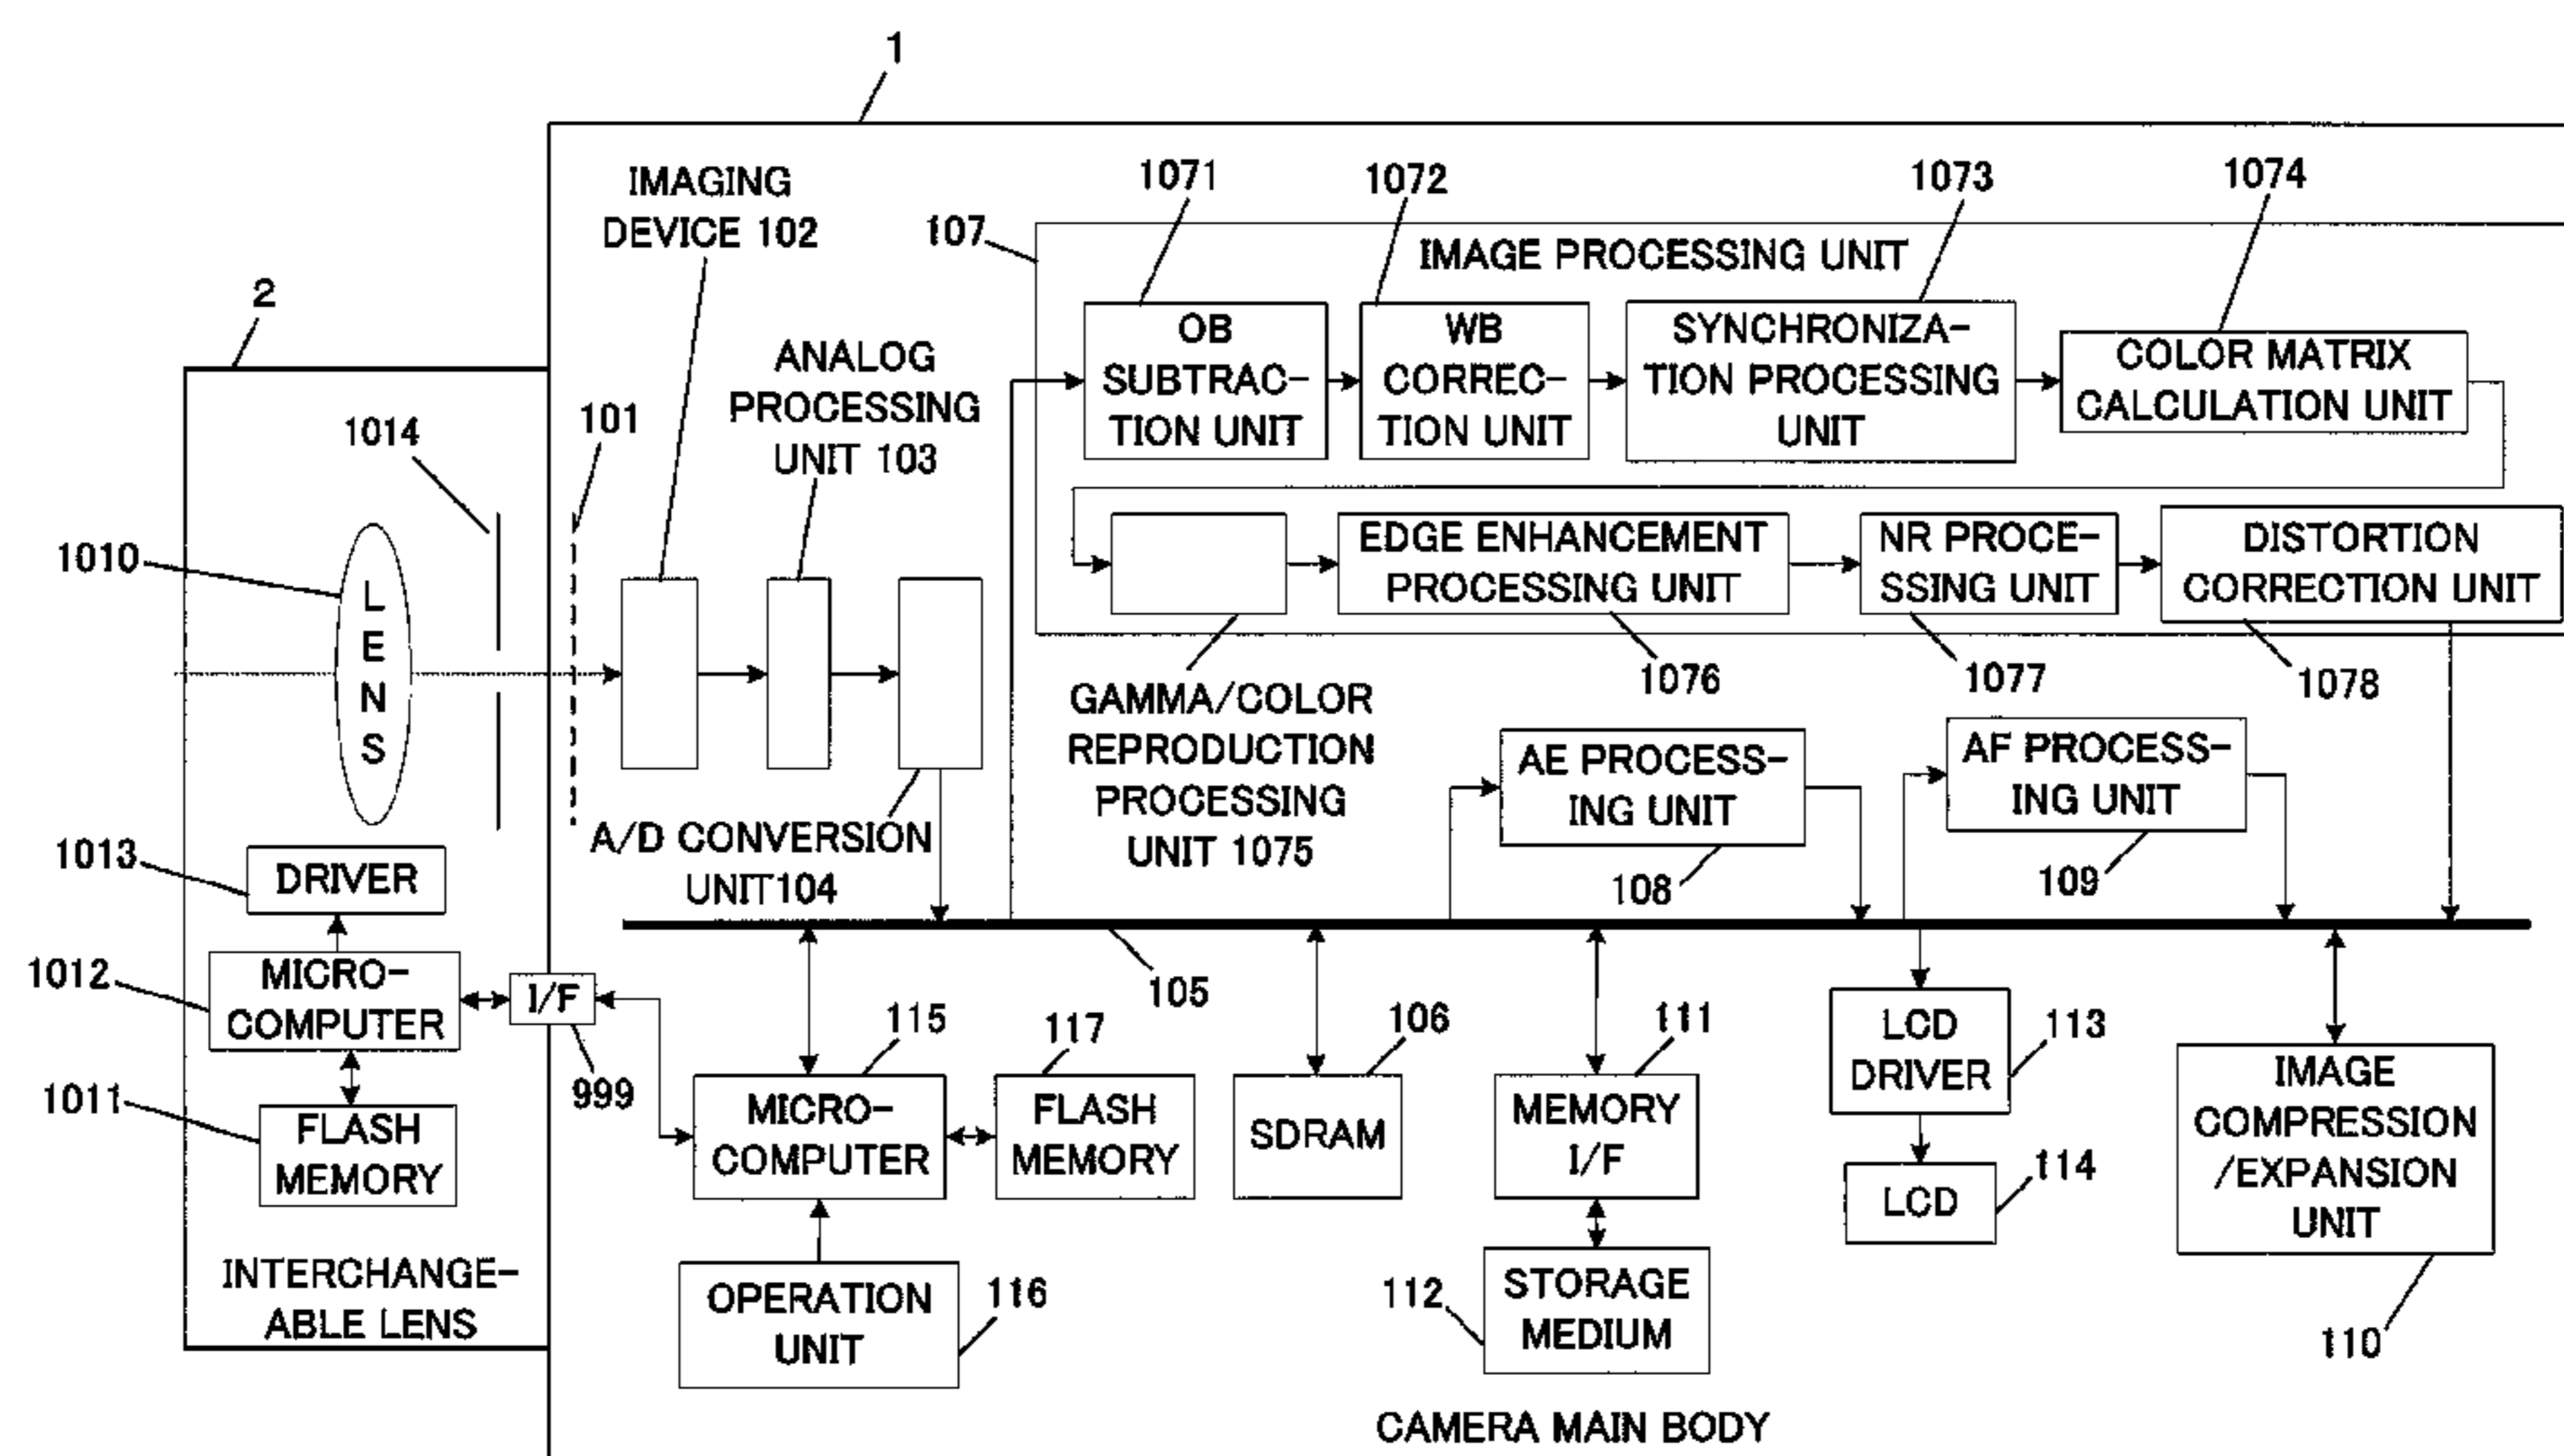 1
2
IMAGING
DEVICE 102
ANALOG
PROCESSING
UNIT 103
101
1014
1010
L
E
N
S
1013
DRIVER
1012
MICRO-
COMPUTER
1011
FLASH
MEMORY
INTERCHANGE-
ABLE LENS
I/F
999
A/D CONVERSION
UNIT104
107
IMAGE PROCESSING UNIT
1071
OB
SUBTRAC-
TION UNIT
1072
WB
CORREC-
TION UNIT
1073
SYNCHRONIZA-
TION PROCESSING
UNIT
1074
COLOR MATRIX
CALCULATION UNIT
GAMMA/COLOR
REPRODUCTION
PROCESSING
UNIT 1075
EDGE ENHANCEMENT
PROCESSING UNIT
1076
NR PROCE-
SSING UNIT
1077
DISTORTION
CORRECTION UNIT
1078
AE PROCESS-
ING UNIT
108
AF PROCESS-
ING UNIT
109
105
115
MICRO-
COMPUTER
117
FLASH
MEMORY
106
SDRAM
111
MEMORY
I/F
LCD
DRIVER
113
LCD
114
IMAGE
COMPRESSION
/EXPANSION
UNIT
110
OPERATION
UNIT
116
112
STORAGE
MEDIUM
CAMERA MAIN BODY